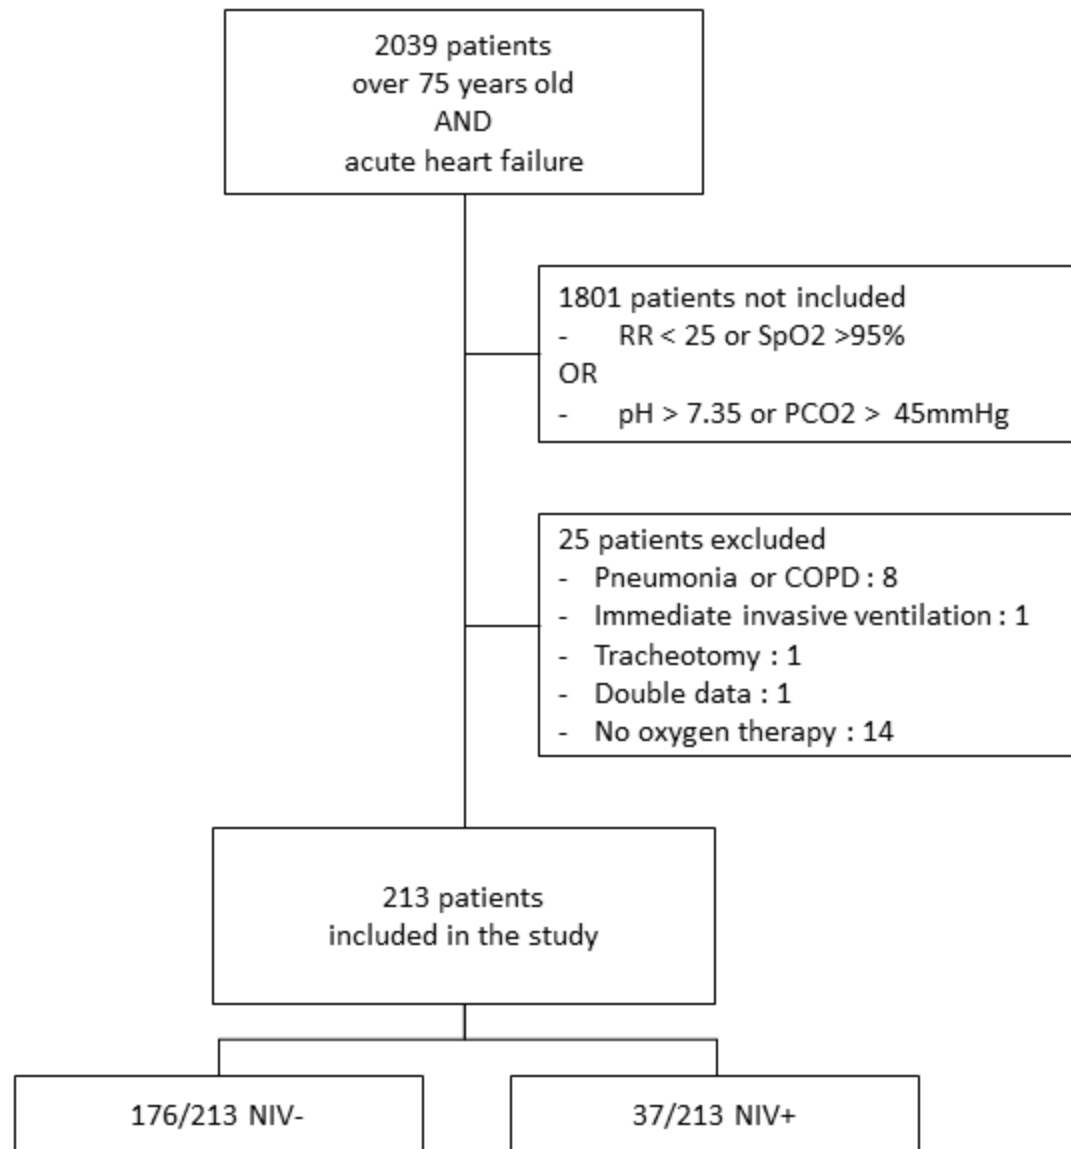 2039 patients
over 75 years old
AND
acute heart failure
1801 patients not included
- RR < 25 or SpO2 >95%
OR
- pH > 7.35 or PCO2 > 45mmHg
25 patients excluded
- Pneumonia or COPD : 8
- Immediate invasive ventilation : 1
- Tracheotomy : 1
- Double data : 1
- No oxygen therapy : 14
213 patients
included in the study
176/213 NIV-
37/213 NIV+